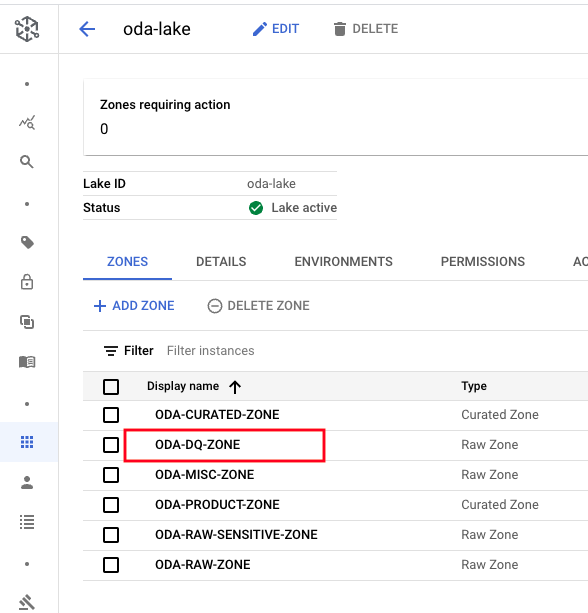 oda-lake EDIT DELETE
Zones requiring action
0
Lake ID oda-lake
Status Lake active
ZONES DETAILS ENVIRONMENTS PERMISSIONS AC
ADD ZONE DELETE ZONE
Filter Filter instances
Display name Type
ODA-CURATED-ZONE Curated Zone
ODA-DQ-ZONE Raw Zone
ODA-MISC-ZONE Raw Zone
ODA-PRODUCT-ZONE Curated Zone
ODA-RAW-SENSITIVE-ZONE Raw Zone
ODA-RAW-ZONE Raw Zone